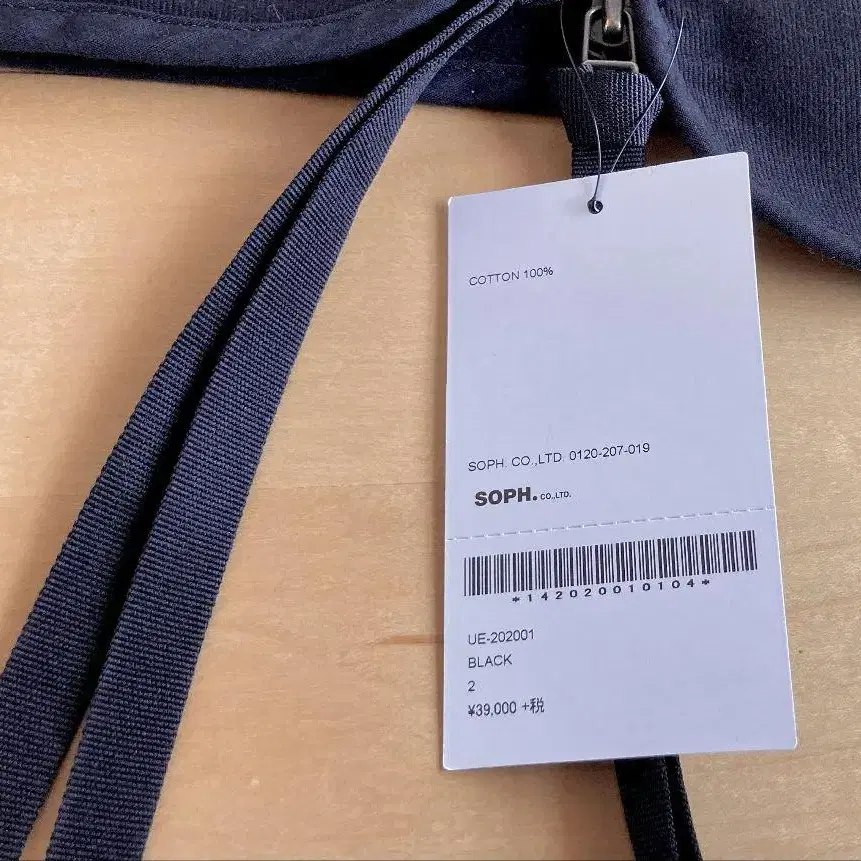 COTTON 100%
SOPH. CO.,LTD. 0120-207-019
SOPH. CO.,LTD.
*142020010104*
UE-202001
BLACK
2
¥39,000 +税